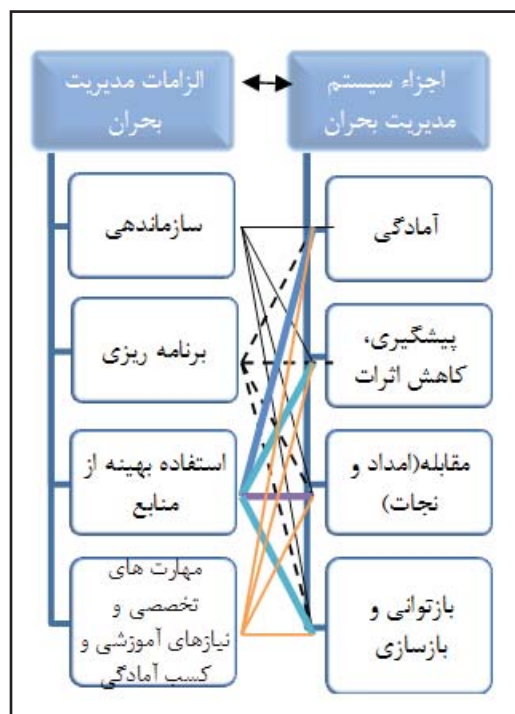 اجزاء سیستم
مدیریت بحران
الزامات مدیریت
بحران
آمادگی
پیشگیری،
کاهش اثرات
مقابله(امداد و
نجات)
بازتوانی و
بازسازی
سازماندهی
برنامه ریزی
استفاده بهینه از
منابع
مهارت های
تخصصی و
نیازهای آموزشی و
کسب آمادگی